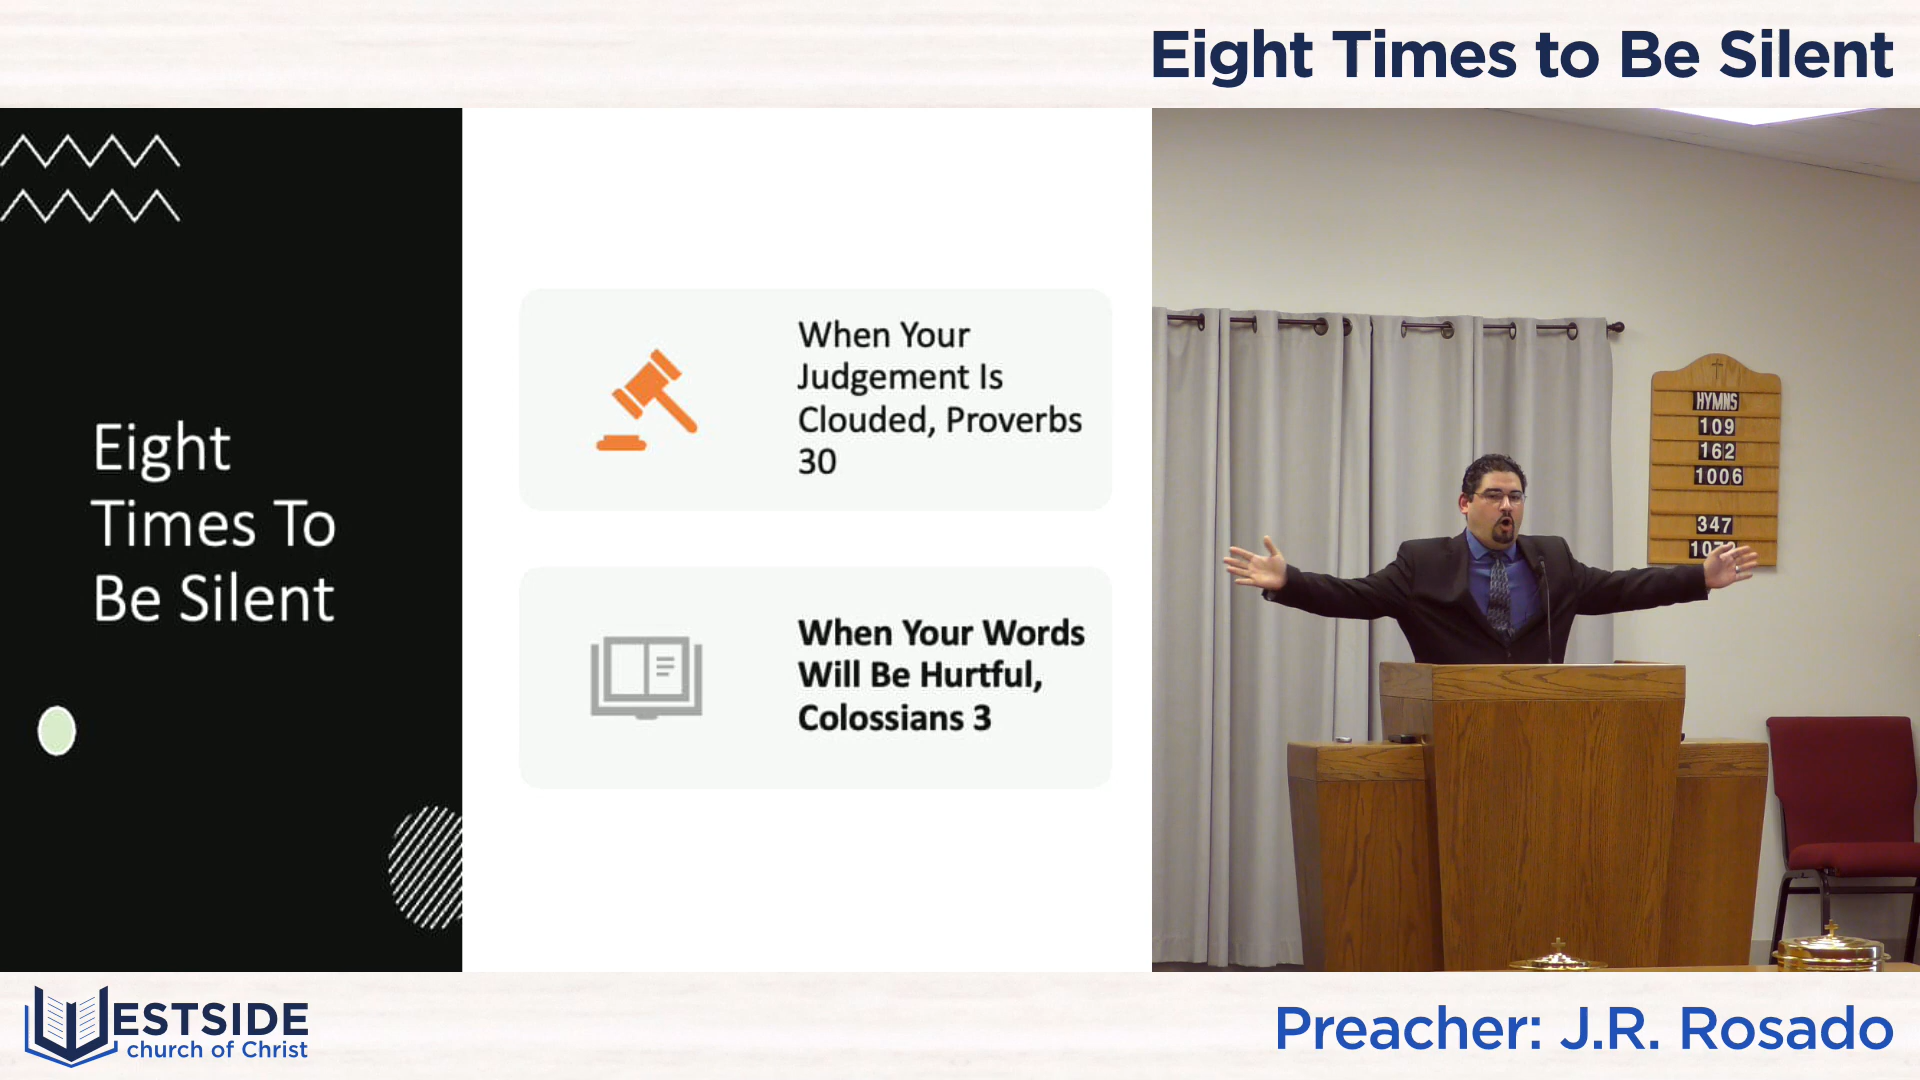 Eight Times to Be Silent
Eight
Times To
Be Silent
When Your
Judgement Is
Clouded, Proverbs
30
When Your Words
Will Be Hurtful,
Colossians 3
HYMNS
109
162
1006
347
WESTSIDE
church of Christ
Preacher: J.R. Rosado